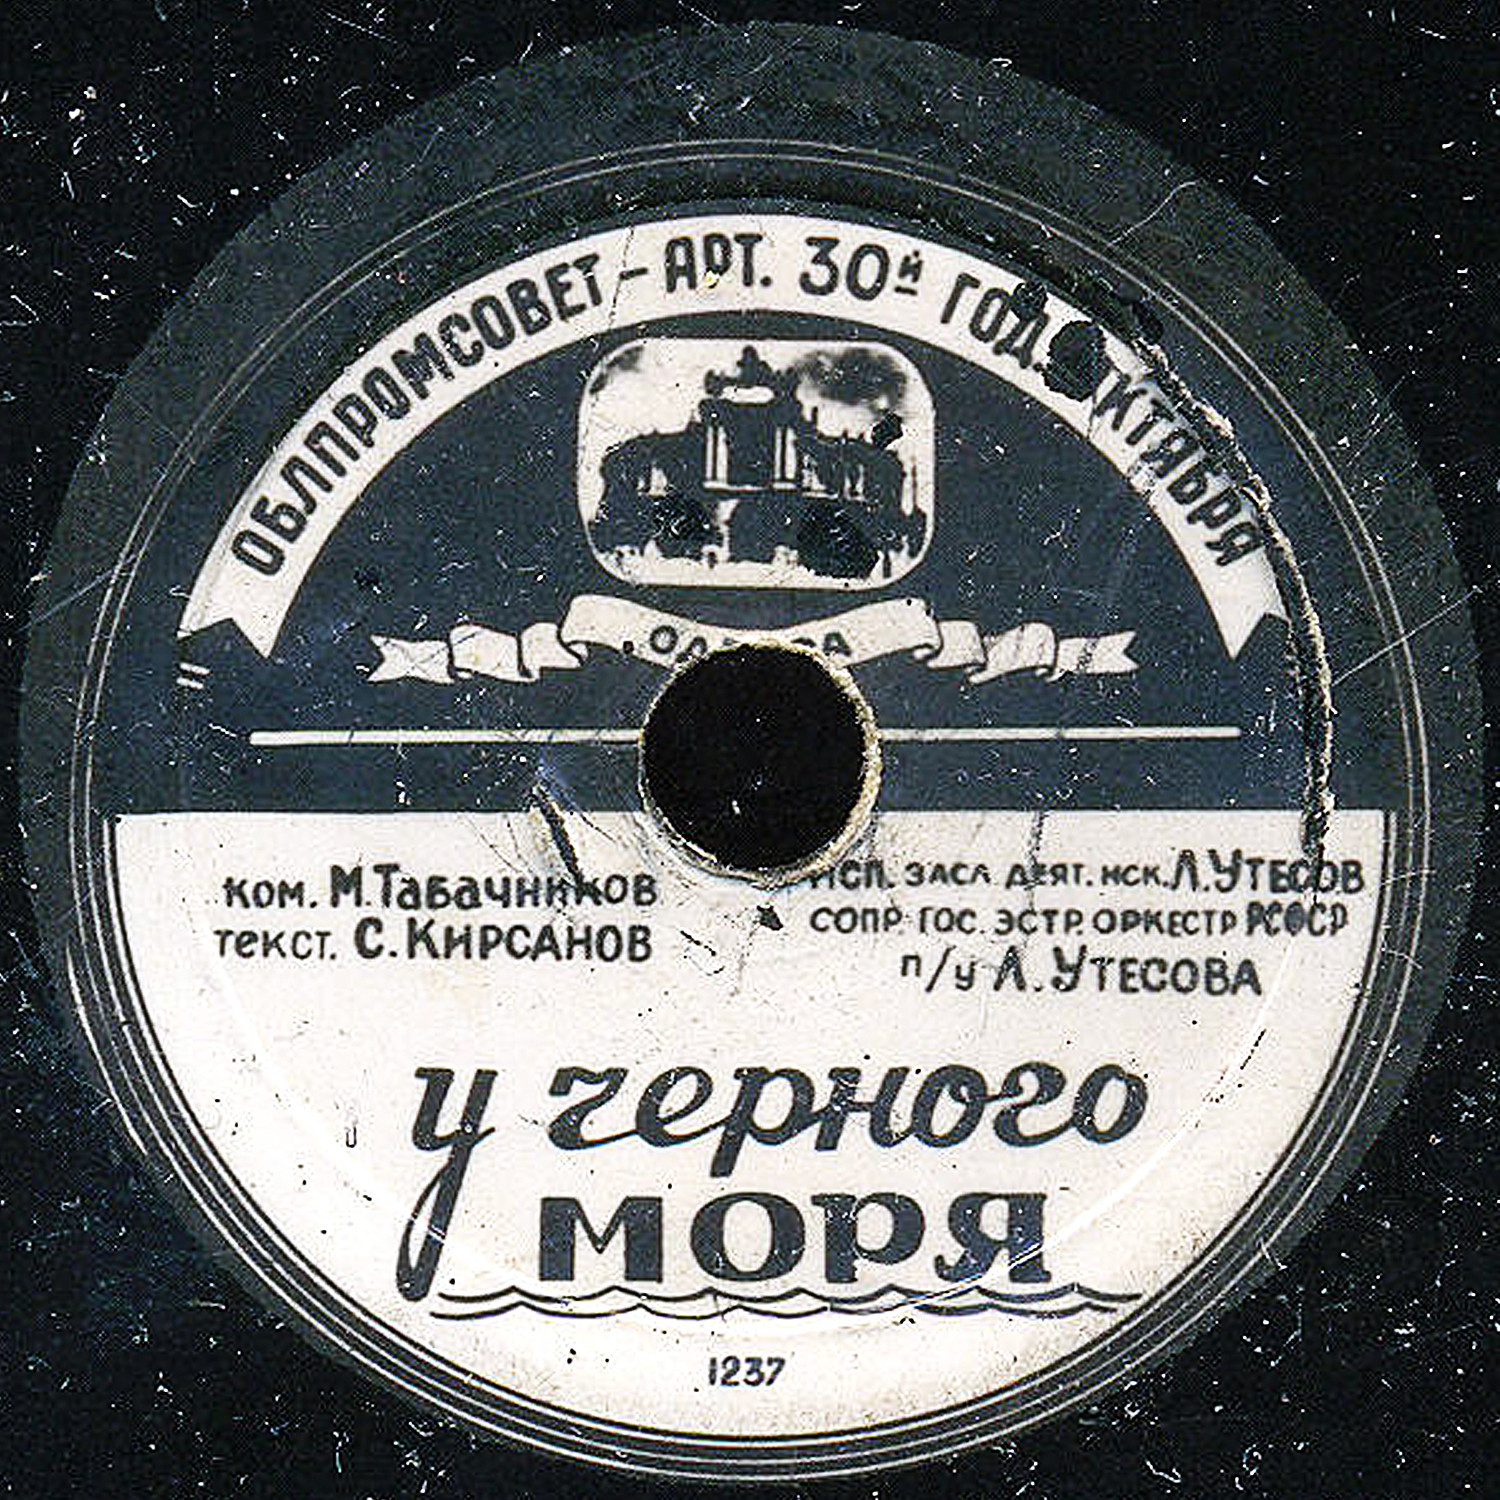 ОБЛПРОМСОВЕТ – АРТ. 30й ГОД. ОКТЯБРЯ
ком. М. Табачников
текст. С. Кирсанов
исп. засл. деят. иск. Л. Утесов
сопр. гос. эстр. оркестр РСФСР
п/у Л. Утесова
у черного
моря
1237